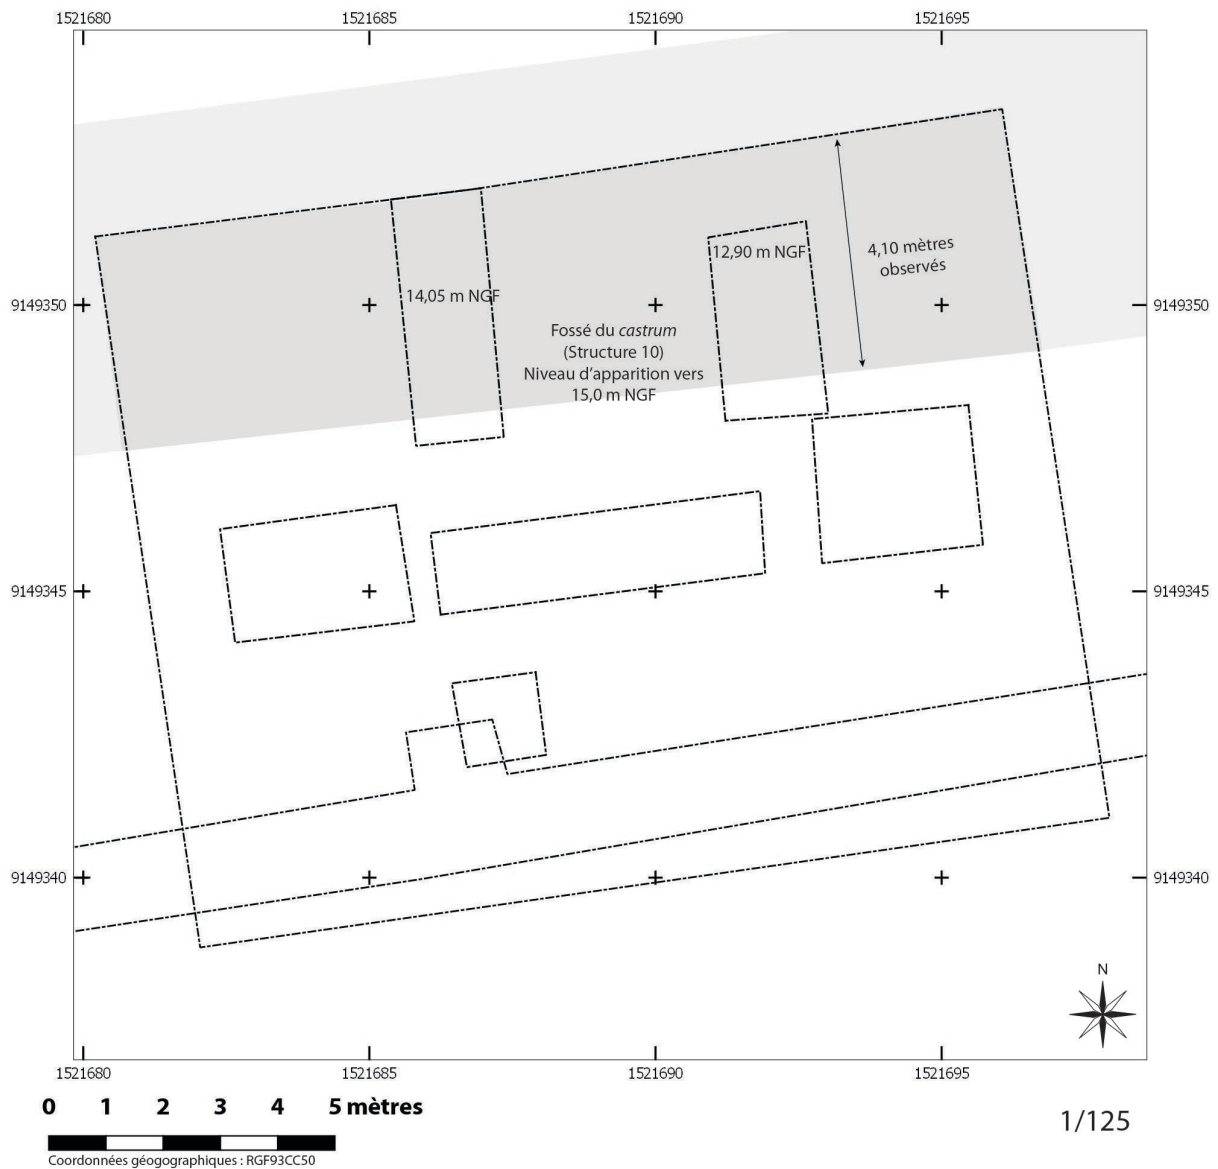 1521680 1521685 1521690 1521695
12,90 m NGF
4,10 mètres
observés
14,05 m NGF
9149350 9149350
Fossé du castrum
(Structure 10)
Niveau d'apparition vers
15,0 m NGF
9149345 9149345
9149340 9149340
N
1521680 1521685 1521690 1521695
0 1 2 3 4 5 mètres
1/125
Coordonnées géogographiques : RGF93CC50